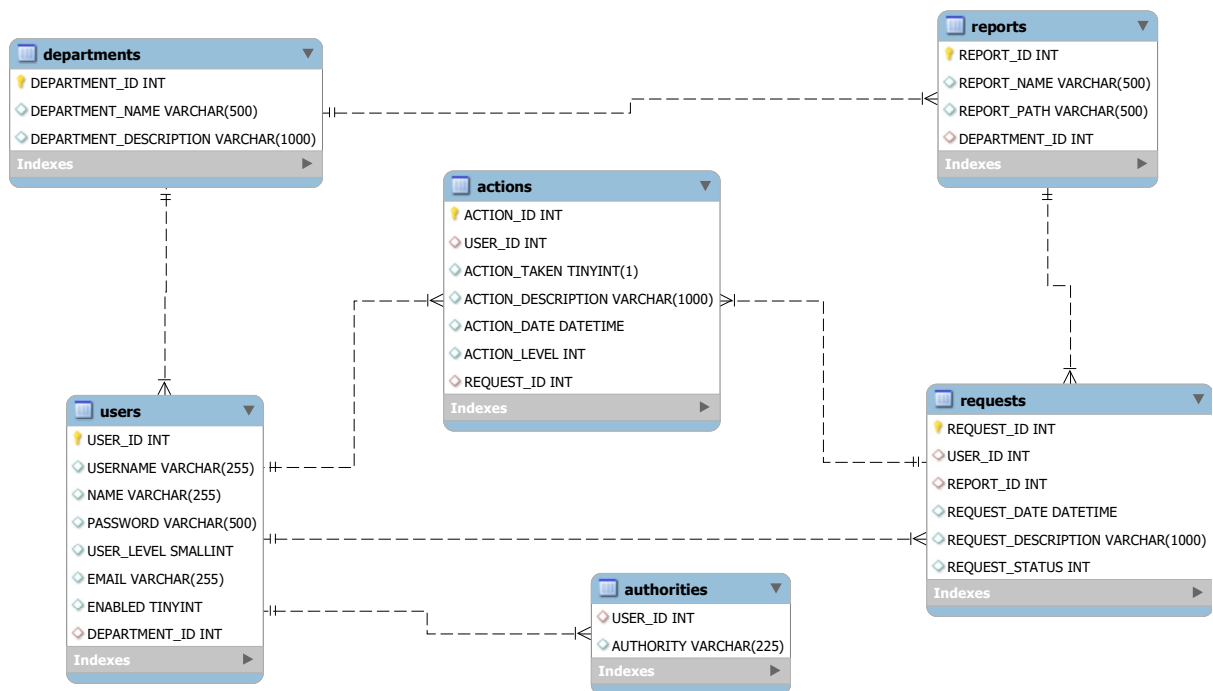 departments
DEPARTMENT_ID INT
DEPARTMENT_NAME VARCHAR(500)
DEPARTMENT_DESCRIPTION VARCHAR(1000)
Indexes
reports
REPORT_ID INT
REPORT_NAME VARCHAR(500)
REPORT_PATH VARCHAR(500)
DEPARTMENT_ID INT
Indexes
actions
ACTION_ID INT
USER_ID INT
ACTION_TAKEN TINYINT(1)
ACTION_DESCRIPTION VARCHAR(1000)
ACTION_DATE DATETIME
ACTION_LEVEL INT
REQUEST_ID INT
Indexes
users
USER_ID INT
USERNAME VARCHAR(255)
NAME VARCHAR(255)
PASSWORD VARCHAR(500)
USER_LEVEL SMALLINT
EMAIL VARCHAR(255)
ENABLED TINYINT
DEPARTMENT_ID INT
Indexes
requests
REQUEST_ID INT
USER_ID INT
REPORT_ID INT
REQUEST_DATE DATETIME
REQUEST_DESCRIPTION VARCHAR(1000)
REQUEST_STATUS INT
Indexes
authorities
USER_ID INT
AUTHORITY VARCHAR(225)
Indexes